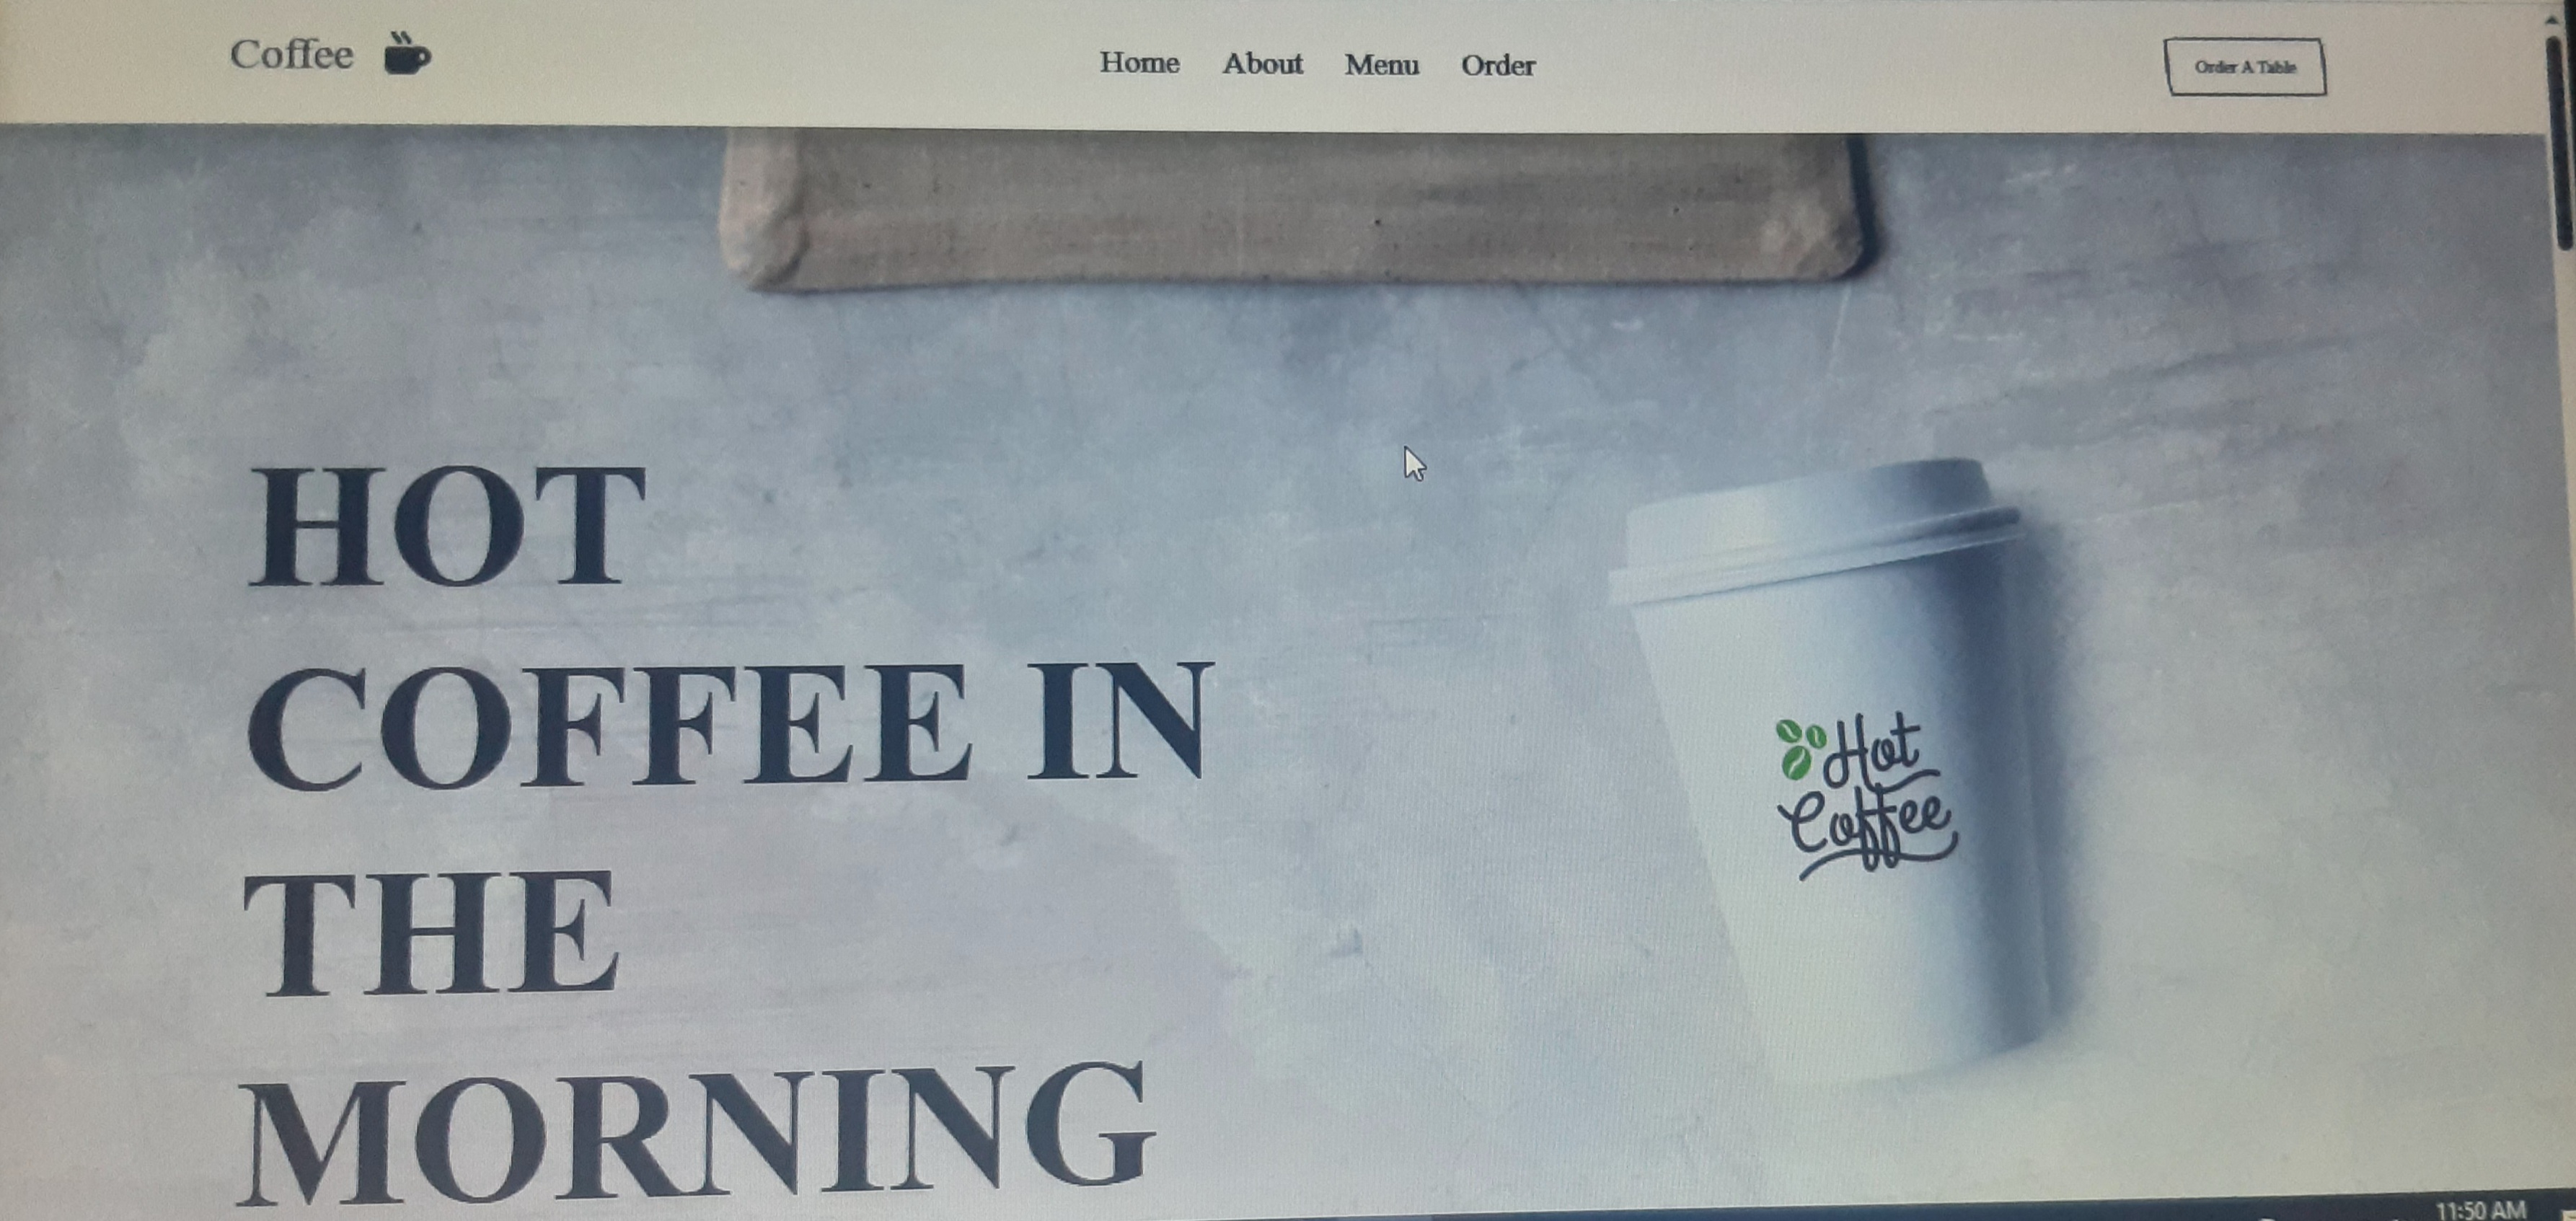 Coffee
Home About Menu Order
Order A Table
HOT
COFFEE IN
THE
MORNING
Hot
Coffee
11:50 AM